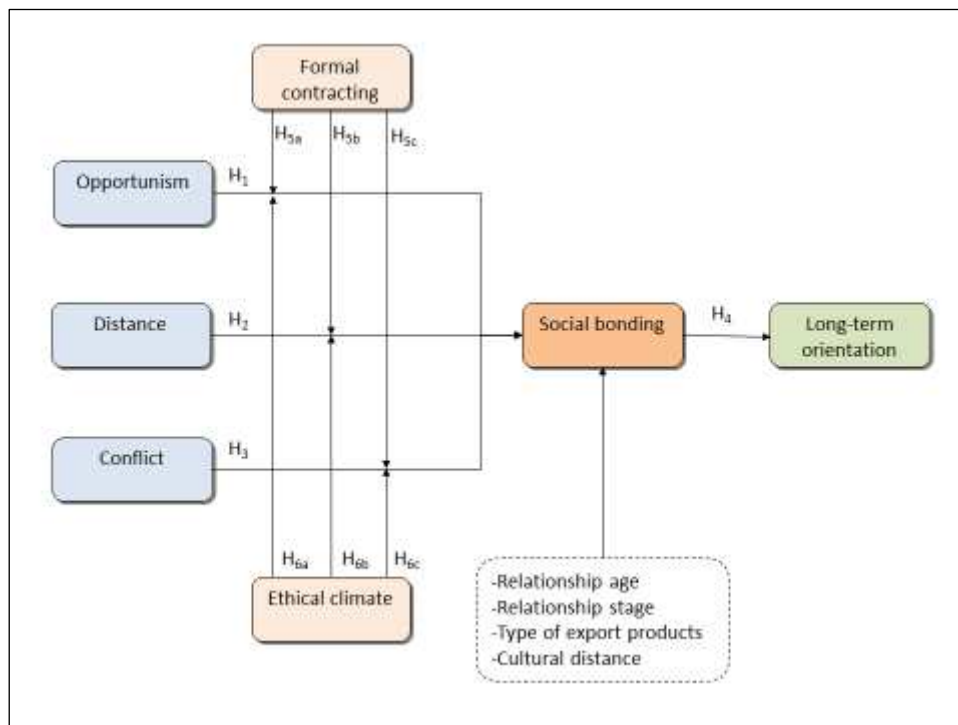 Formal
contracting
H5a
H5b
H5c
Opportunism
H1
Distance
H2
Social bonding
H4
Long-term
orientation
Conflict
H3
H6a
H6b
H6c
Ethical climate
-Relationship age
-Relationship stage
-Type of export products
-Cultural distance